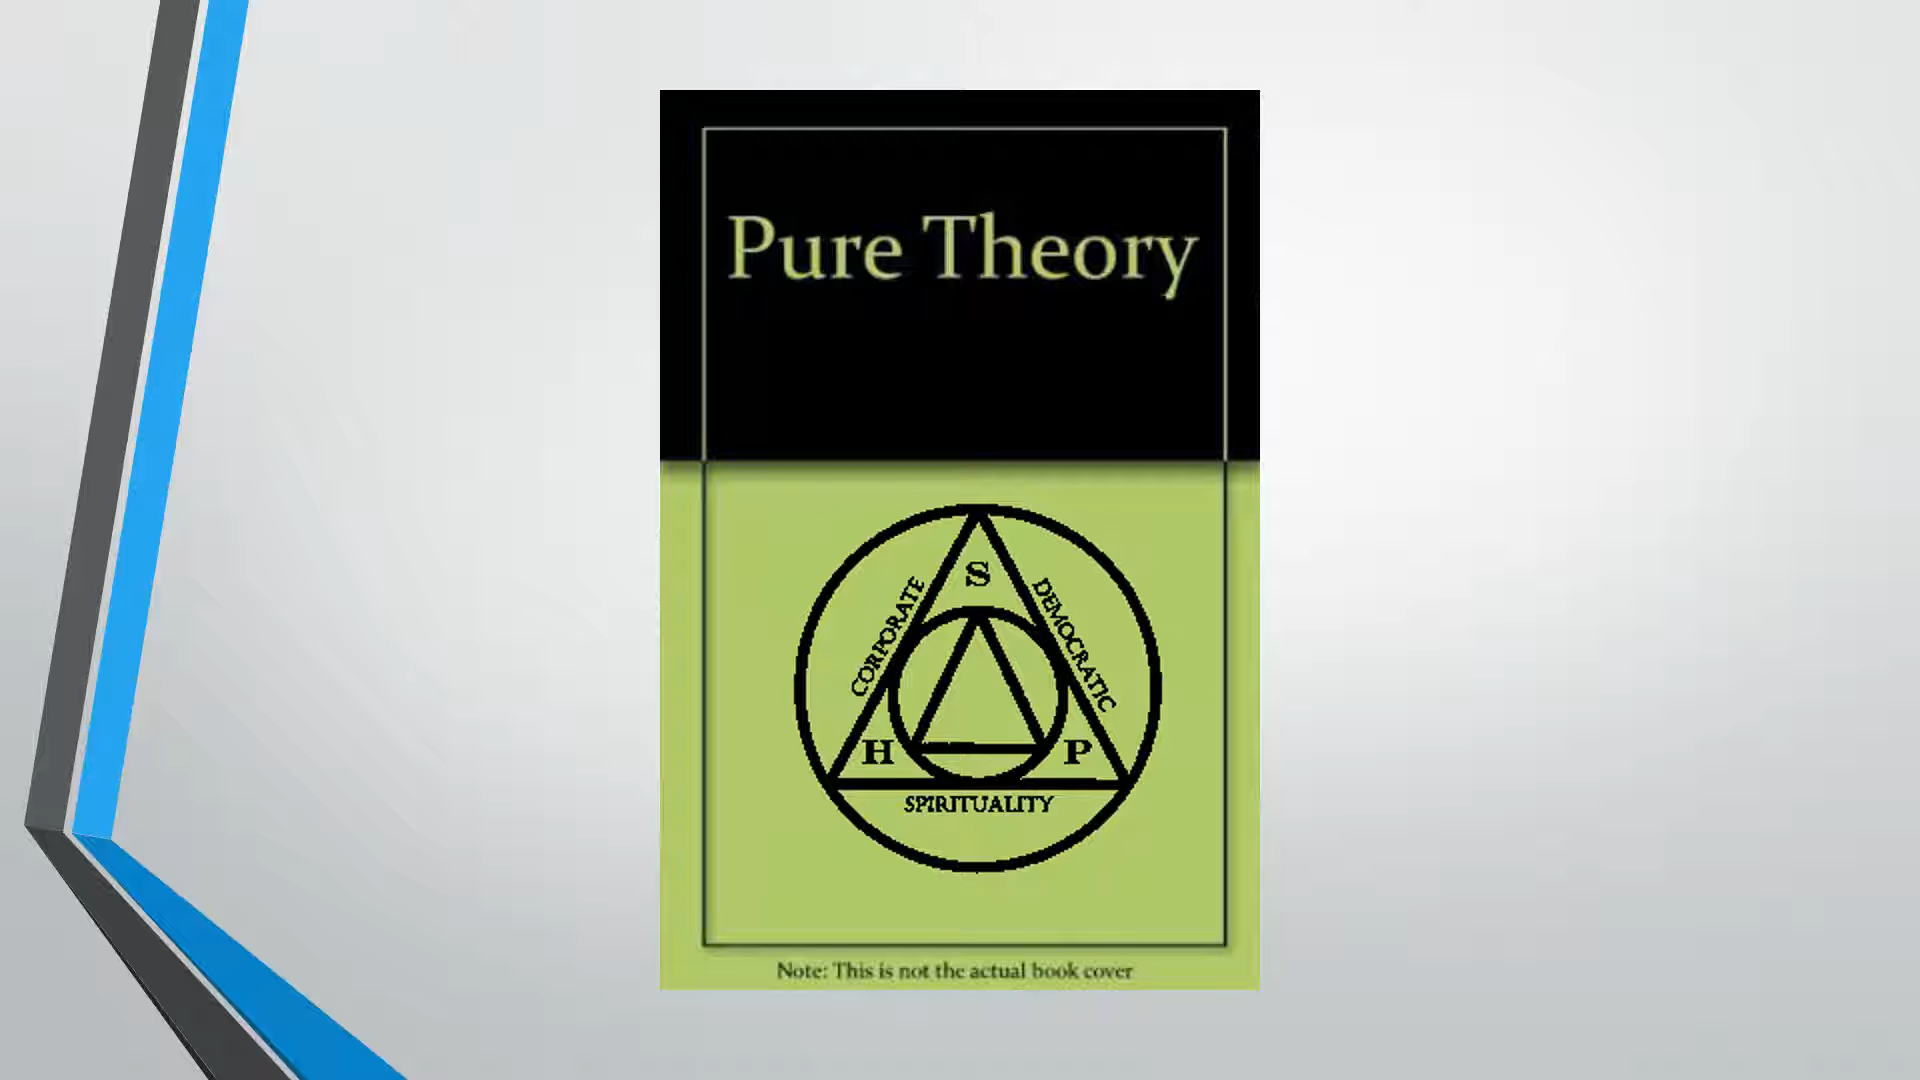 Pure Theory
S
CORPORATE
DEMOCRATIC
H
P
SPIRITUALITY
Note: This is not the actual book cover